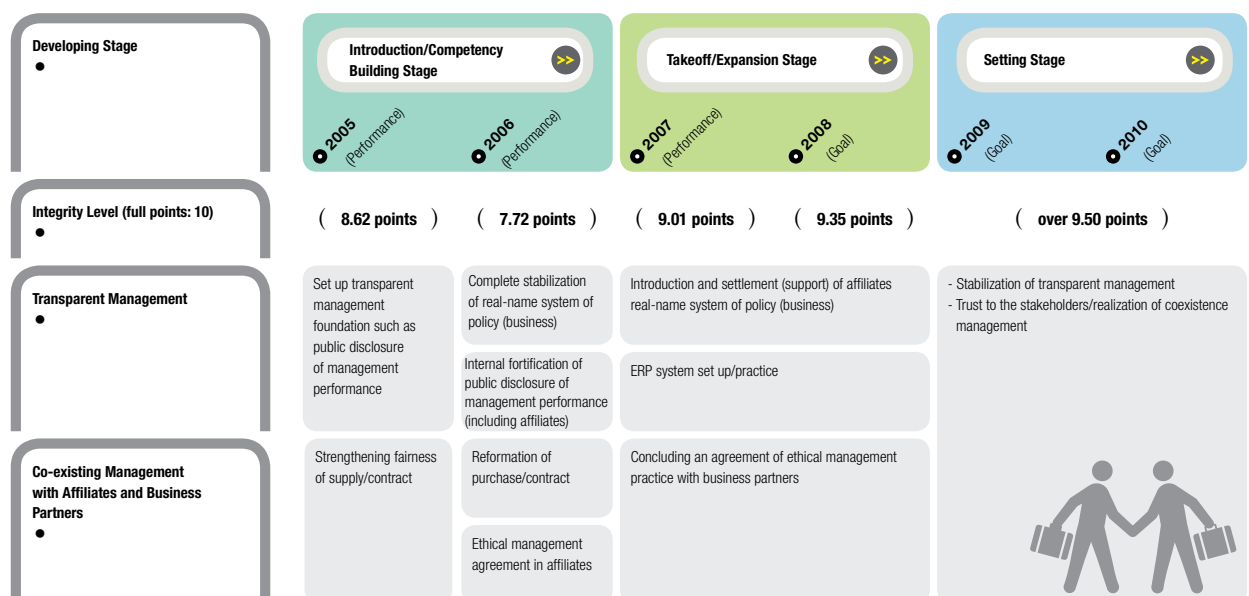 Developing Stage
●
Introduction/Competency
Building Stage
>>
Takeoff/Expansion Stage
>>
Setting Stage
>>
2005
(Performance)
2006
(Performance)
2007
(Performance)
2008
(Goal)
2009
(Goal)
2010
(Goal)
Integrity Level (full points: 10)
●
( 8.62 points )
( 7.72 points )
( 9.01 points )
( 9.35 points )
( over 9.50 points )
Transparent Management
●
Set up transparent
management
foundation such as
public disclosure
of management
performance
Complete stabilization
of real-name system of
policy (business)
Internal fortification of
public disclosure of
management performance
(including affiliates)
Introduction and settlement (support) of affiliates
real-name system of policy (business)
ERP system set up/practice
- Stabilization of transparent management
- Trust to the stakeholders/realization of coexistence
management
Co-existing Management
with Affiliates and Business
Partners
●
Strengthening fairness
of supply/contract
Reformation of
purchase/contract
Ethical management
agreement in affiliates
Concluding an agreement of ethical management
practice with business partners